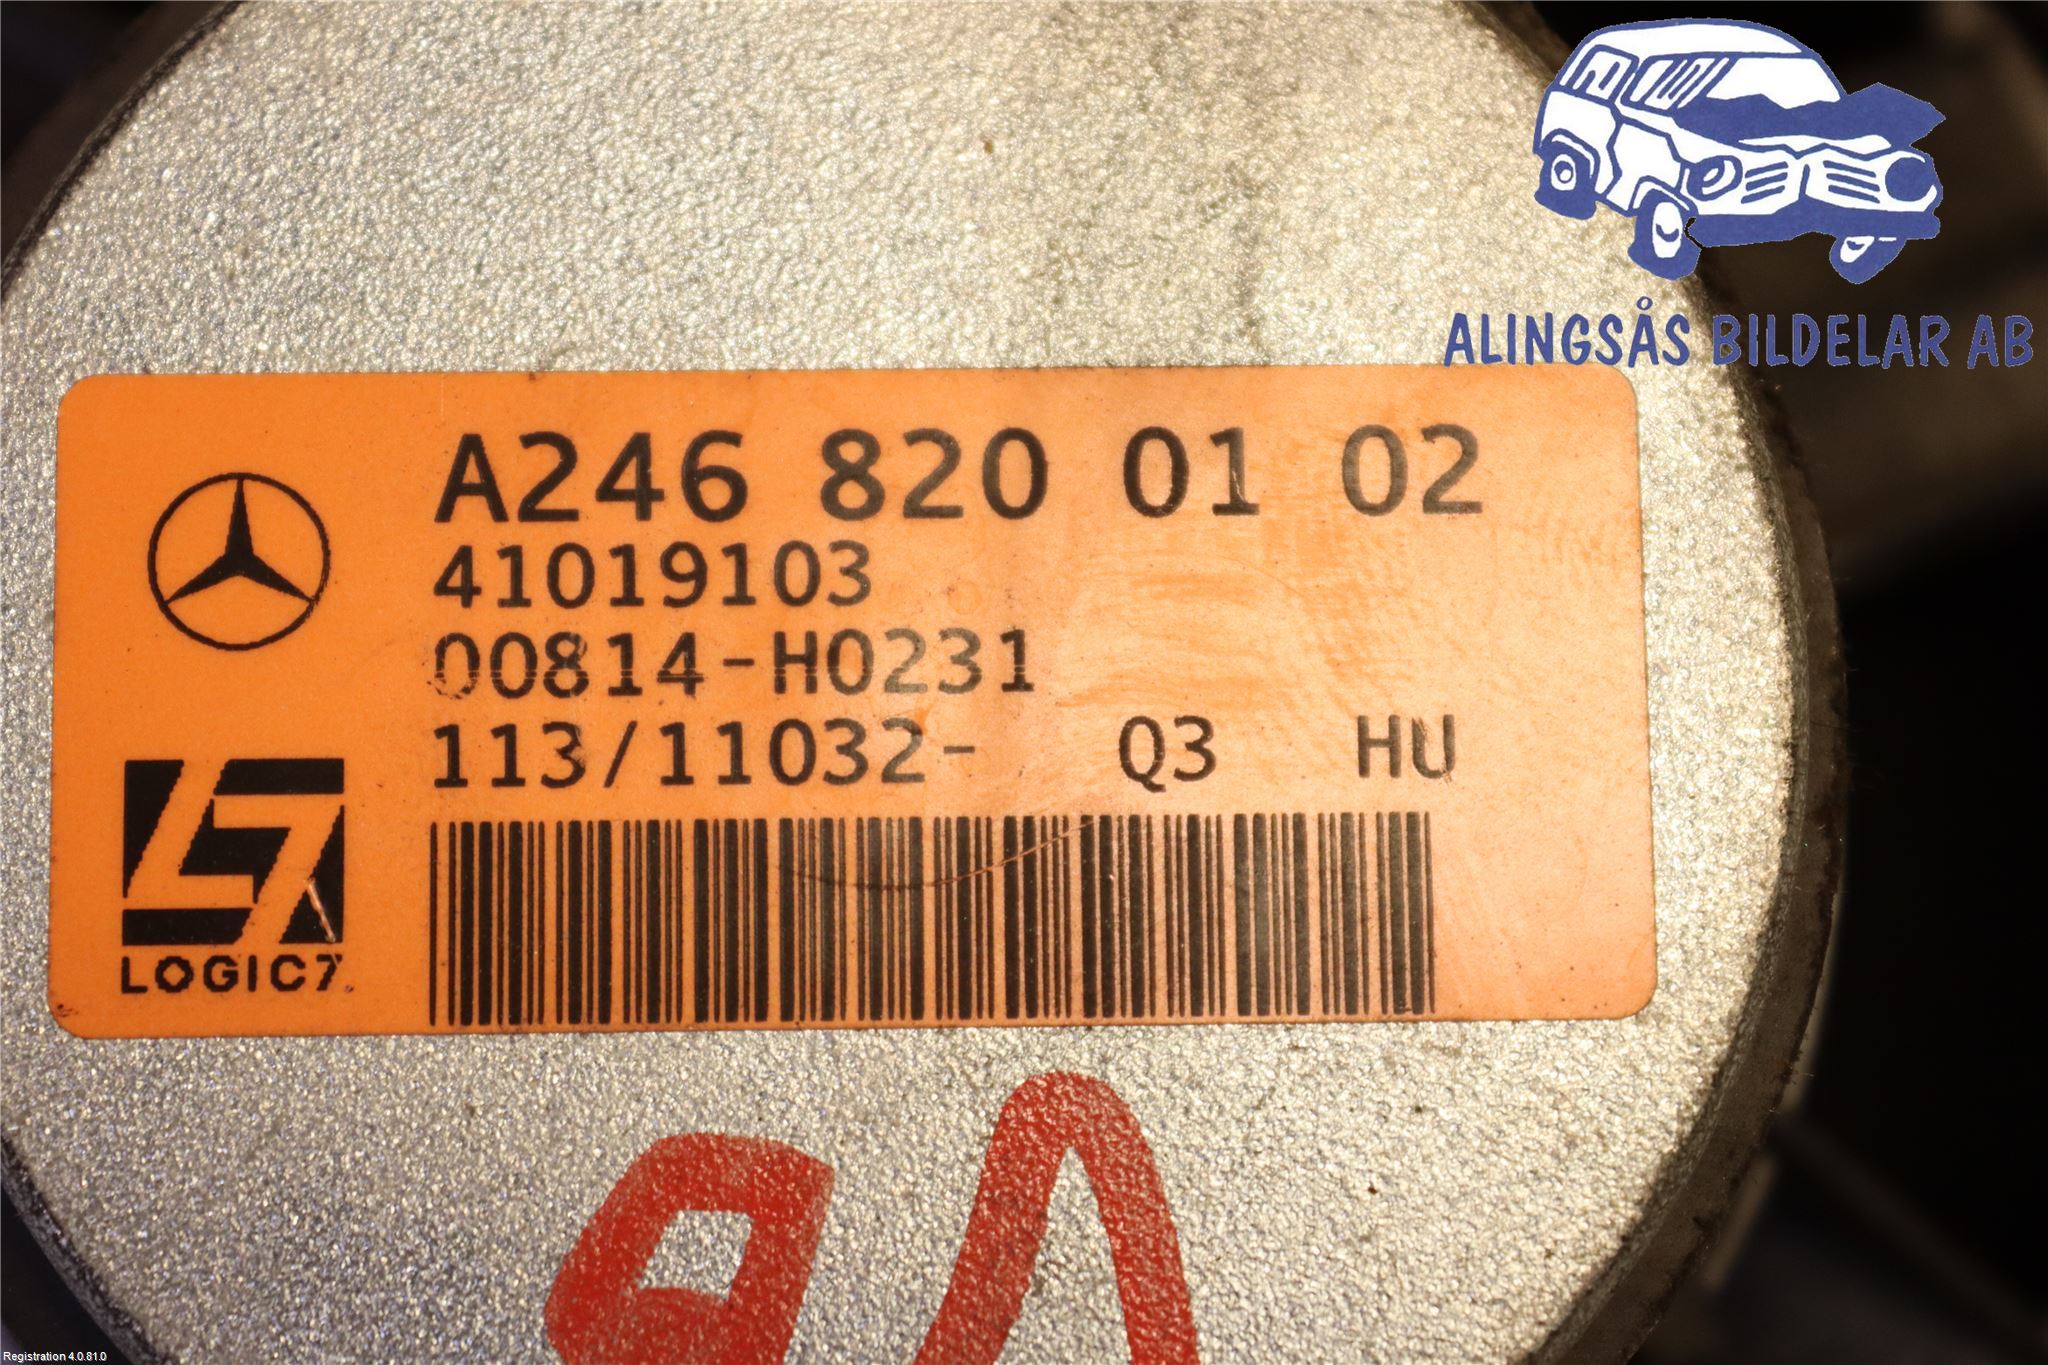 ALINGSÅS BILDELAR AB
A246 820 01 02
41019103
00814-H0231
113/11032- Q3 HU
LOGIC7
Registration 4.0.81.0